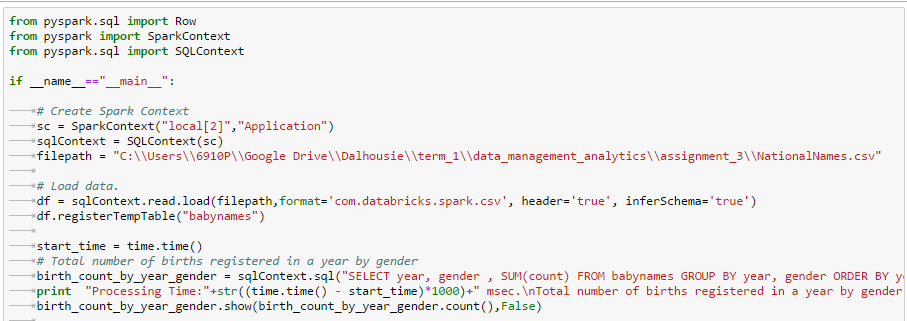 from pyspark.sql import Row
from pyspark import SparkContext
from pyspark.sql import SQLContext
if __name__=="__main__":
# Create Spark Context
sc = SparkContext("local[2]","Application")
sqlContext = SQLContext(sc)
filepath = "C:\\Users\\6910P\\Google Drive\\Dalhousie\\term_1\\data_management_analytics\\assignment_3\\NationalNames.csv"
# Load data.
df = sqlContext.read.load(filepath,format='com.databricks.spark.csv', header='true', inferSchema='true')
df.registerTempTable("babynames")
start_time = time.time()
# Total number of births registered in a year by gender
birth_count_by_year_gender = sqlContext.sql("SELECT year, gender , SUM(count) FROM babynames GROUP BY year, gender ORDER BY ye
print  "Processing Time:"+str((time.time() - start_time)*1000)+" msec.\nTotal number of births registered in a year by gender
birth_count_by_year_gender.show(birth_count_by_year_gender.count(),False)